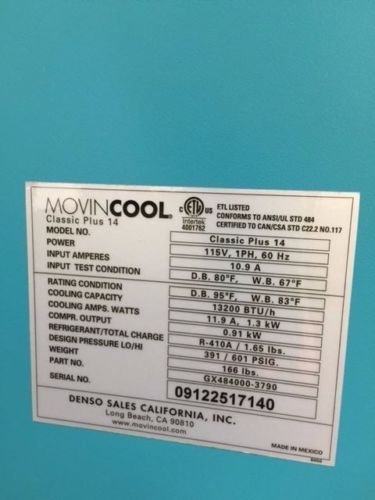 MOVINCOOL®
Classic Plus 14
C ETL US
Intertek
4001762
ETL LISTED
CONFORMS TO ANSI/UL STD 484
CERTIFIED TO CAN/CSA STD C22.2 NO.117
MODEL NO. Classic Plus 14
POWER 115V, 1PH, 60 Hz
INPUT AMPERES 10.9 A
INPUT TEST CONDITION D.B. 80°F, W.B. 67°F
RATING CONDITION D.B. 95°F, W.B. 83°F
COOLING CAPACITY 13200 BTU/h
COOLING AMPS. WATTS 11.9 A, 1.3 kW
COMPR. OUTPUT 0.91 kW
REFRIGERANT/TOTAL CHARGE R-410A / 1.65 lbs.
DESIGN PRESSURE LO/HI 391 / 601 PSIG.
WEIGHT 166 lbs.
PART NO. GX484000-3790
SERIAL NO. 09122517140
DENSO SALES CALIFORNIA, INC.
Long Beach, CA 90810
www.movincool.com
MADE IN MEXICO